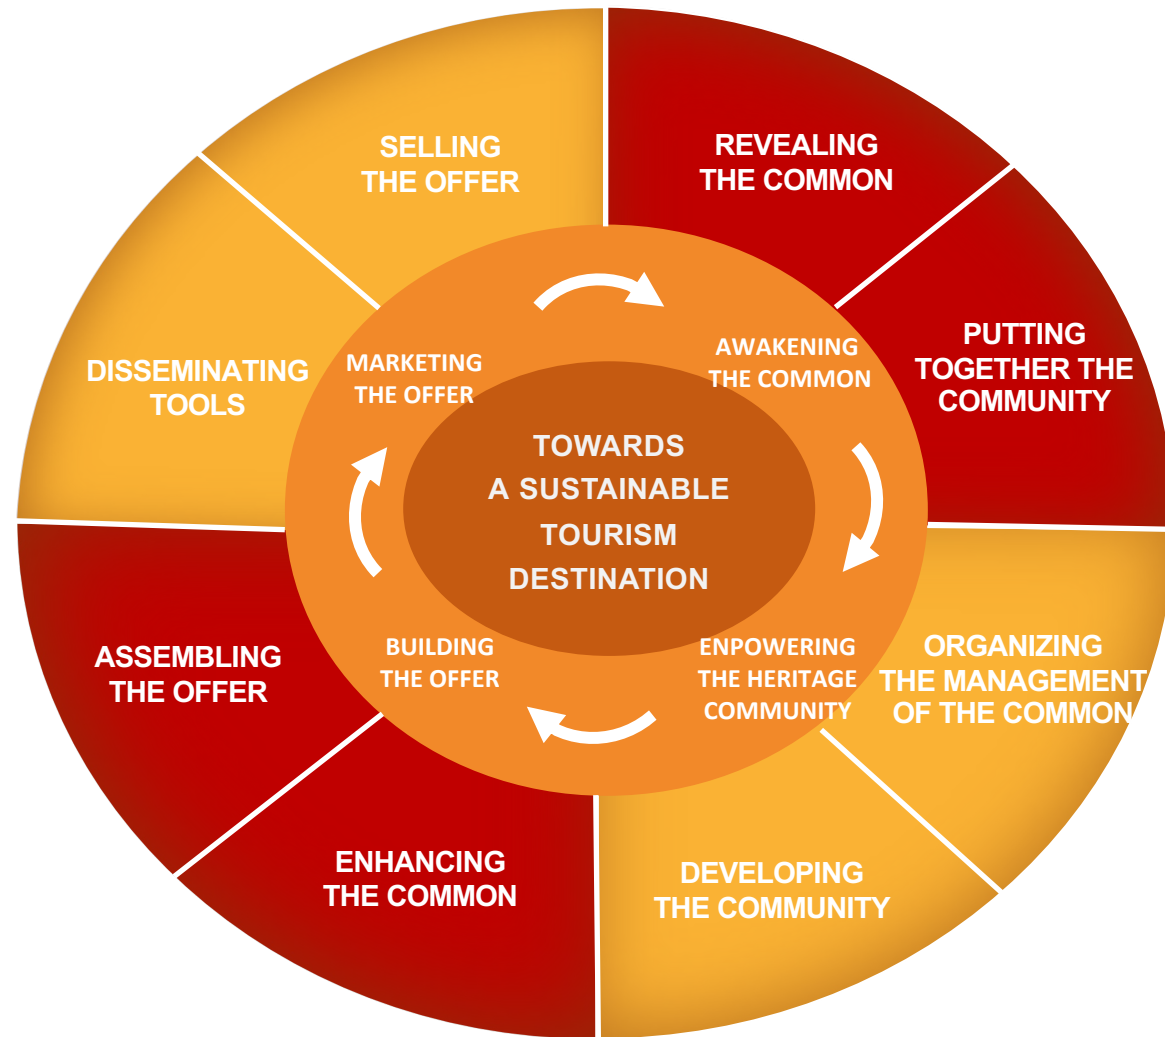 SELLING
THE OFFER
REVEALING
THE COMMON
PUTTING
TOGETHER THE
COMMUNITY
ORGANIZING
THE MANAGEMENT
OF THE COMMON
DEVELOPING
THE COMMUNITY
ENHANCING
THE COMMON
ASSEMBLING
THE OFFER
DISSEMINATING
TOOLS
MARKETING
THE OFFER
AWAKENING
THE COMMON
ENPOWERING
THE HERITAGE
COMMUNITY
BUILDING
THE OFFER
TOWARDS
A SUSTAINABLE
TOURISM
DESTINATION